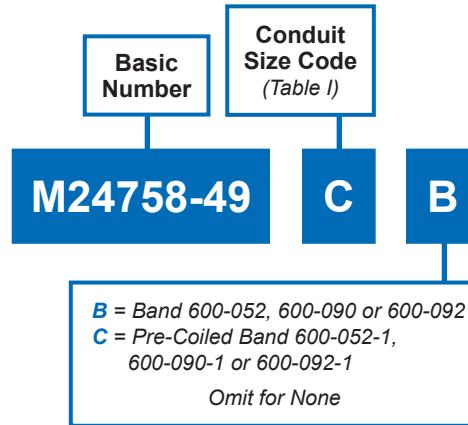 Basic
Number
Conduit
Size Code
(Table I)
M24758-49
C
B
B = Band 600-052, 600-090 or 600-092
C = Pre-Coiled Band 600-052-1,
600-090-1 or 600-092-1
Omit for None